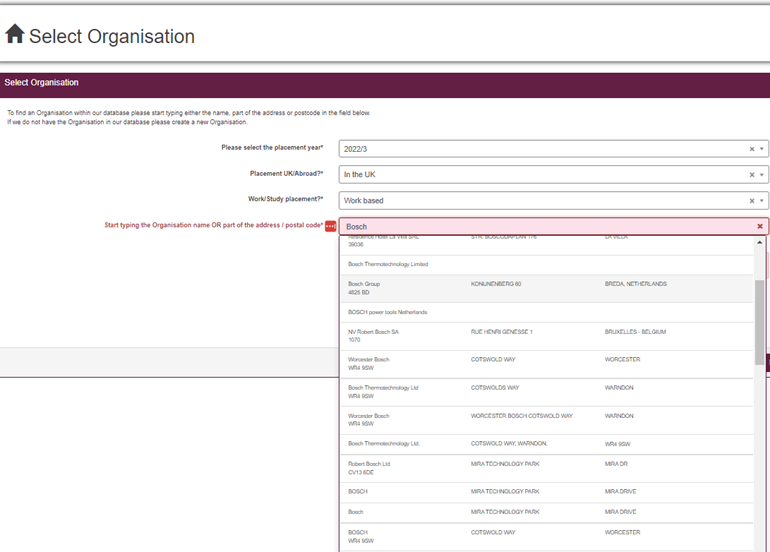 Select Organisation
Select Organisation
To find an Organisation within our database please start typing either the name, part of the address or postcode in the field below.
If we do not have the Organisation in our database please create a new Organisation.
Please select the placement year* 2022/3
Placement UK/Abroad?* In the UK
Work/Study placement?* Work based
Start typing the Organisation name OR part of the address / postal code* Bosch
39036
Bosch Thermotechnology Limited
Bosch Group KONIJNENBERG 60 BREDA, NETHERLANDS
4825 BD
BOSCH power tools Netherlands
NV Robert Bosch SA RUE HENRI GENESSE 1 BRUXELLES - BELGIUM
1070
Worcester Bosch COTSWOLD WAY WORCESTER
WR4 9SW
Bosch Thermotechnology Ltd COTSWOLDS WAY WARNDON
WR4 9SW
Worcester Bosch WORCESTER BOSCH COTSWOLD WAY WARNDON
WR4 9SW
Bosch Thermotechnology Ltd. COTSWOLD WAY, WARNDON, WR4 9SW
Robert Bosch Ltd MIRA TECHNOLOGY PARK MIRA DR
CV13 6DE
BOSCH MIRA TECHNOLOGY PARK MIRA DRIVE
Bosch MIRA TECHNOLOGY PARK MIRA DRIVE
BOSCH COTSWOLD WAY WORCESTER
WR4 9SW